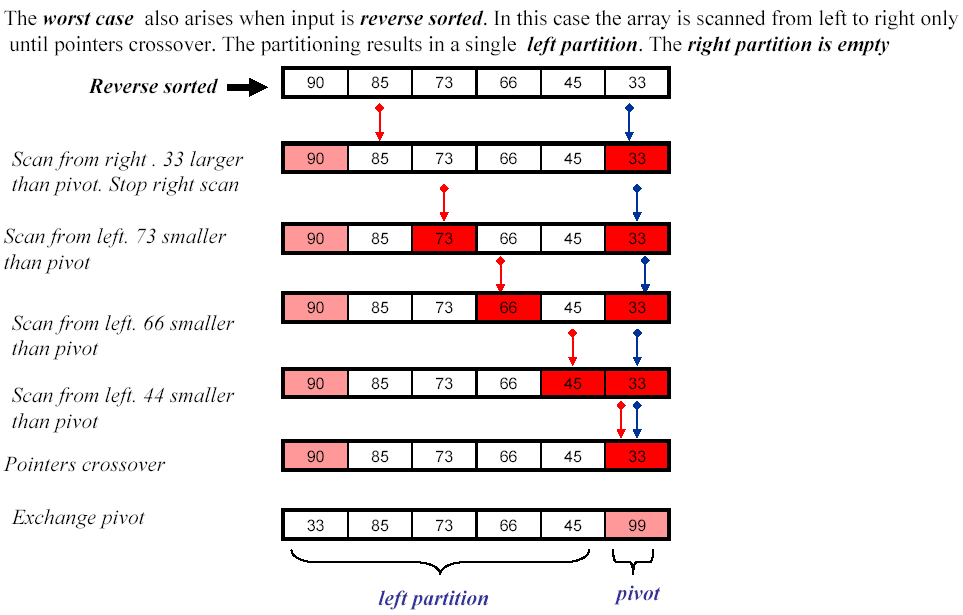 The worst case also arises when input is reverse sorted. In this case the array is scanned from left to right only
until pointers crossover. The partitioning results in a single left partition. The right partition is empty
Reverse sorted 90 85 73 66 45 33
Scan from right . 33 larger
than pivot. Stop right scan
90 85 73 66 45 33
Scan from left. 73 smaller
than pivot
90 85 73 66 45 33
Scan from left. 66 smaller
than pivot
90 85 73 66 45 33
Scan from left. 44 smaller
than pivot
90 85 73 66 45 33
Pointers crossover
90 85 73 66 45 33
Exchange pivot
33 85 73 66 45 99
left partition
pivot